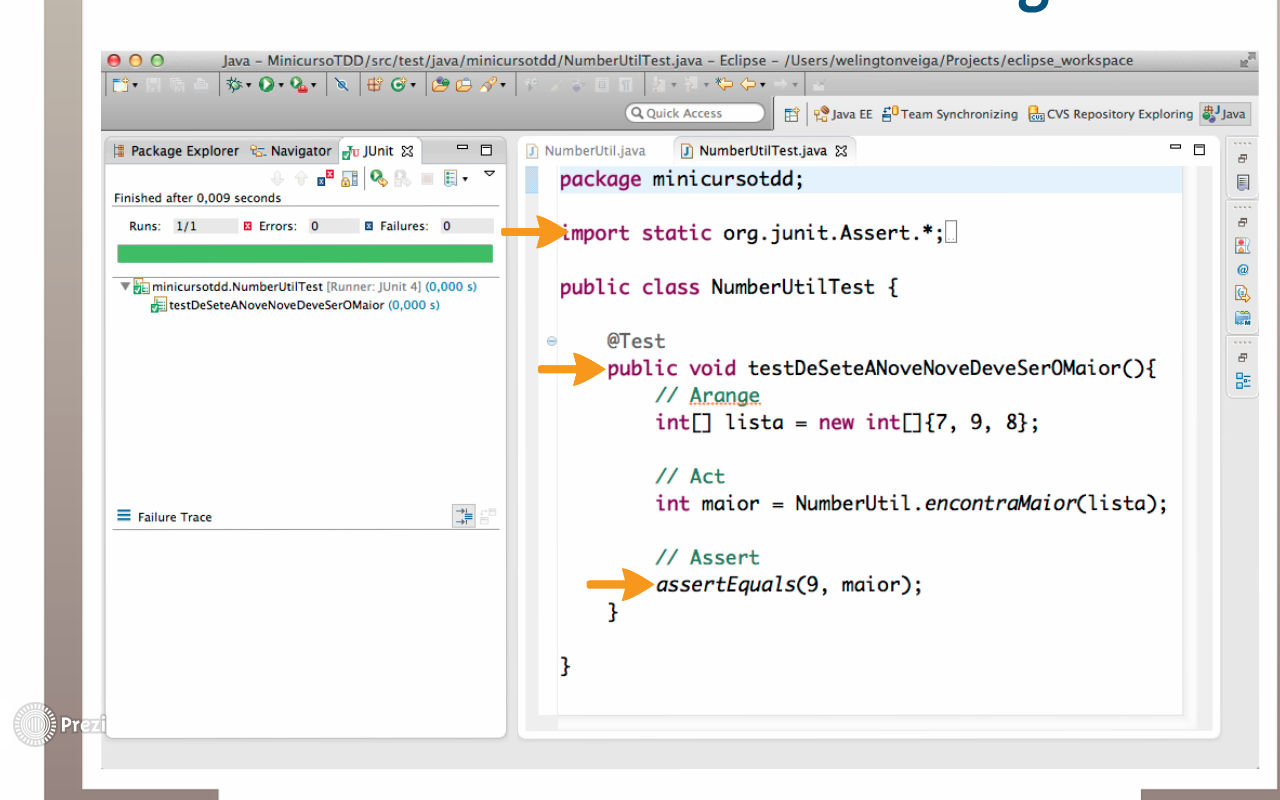 Java – MinicursoTDD/src/test/java/minicursotdd/NumberUtilTest.java – Eclipse – /Users/welingtonveiga/Projects/eclipse_workspace
Quick Access
Java EE Team Synchronizing CVS Repository Exploring Java
Package Explorer Navigator JUnit
Finished after 0,009 seconds
Runs: 1/1 Errors: 0 Failures: 0
minicursotdd.NumberUtilTest [Runner: JUnit 4] (0,000 s)
testDeSeteANoveNoveDeveSerOMaior (0,000 s)
Failure Trace
NumberUtil.java NumberUtilTest.java
package minicursotdd;
import static org.junit.Assert.*;
public class NumberUtilTest {
@Test
public void testDeSeteANoveNoveDeveSerOMaior(){
// Arange
int[] lista = new int[]{7, 9, 8};
// Act
int maior = NumberUtil.encontraMaior(lista);
// Assert
assertEquals(9, maior);
}
}
Prezi